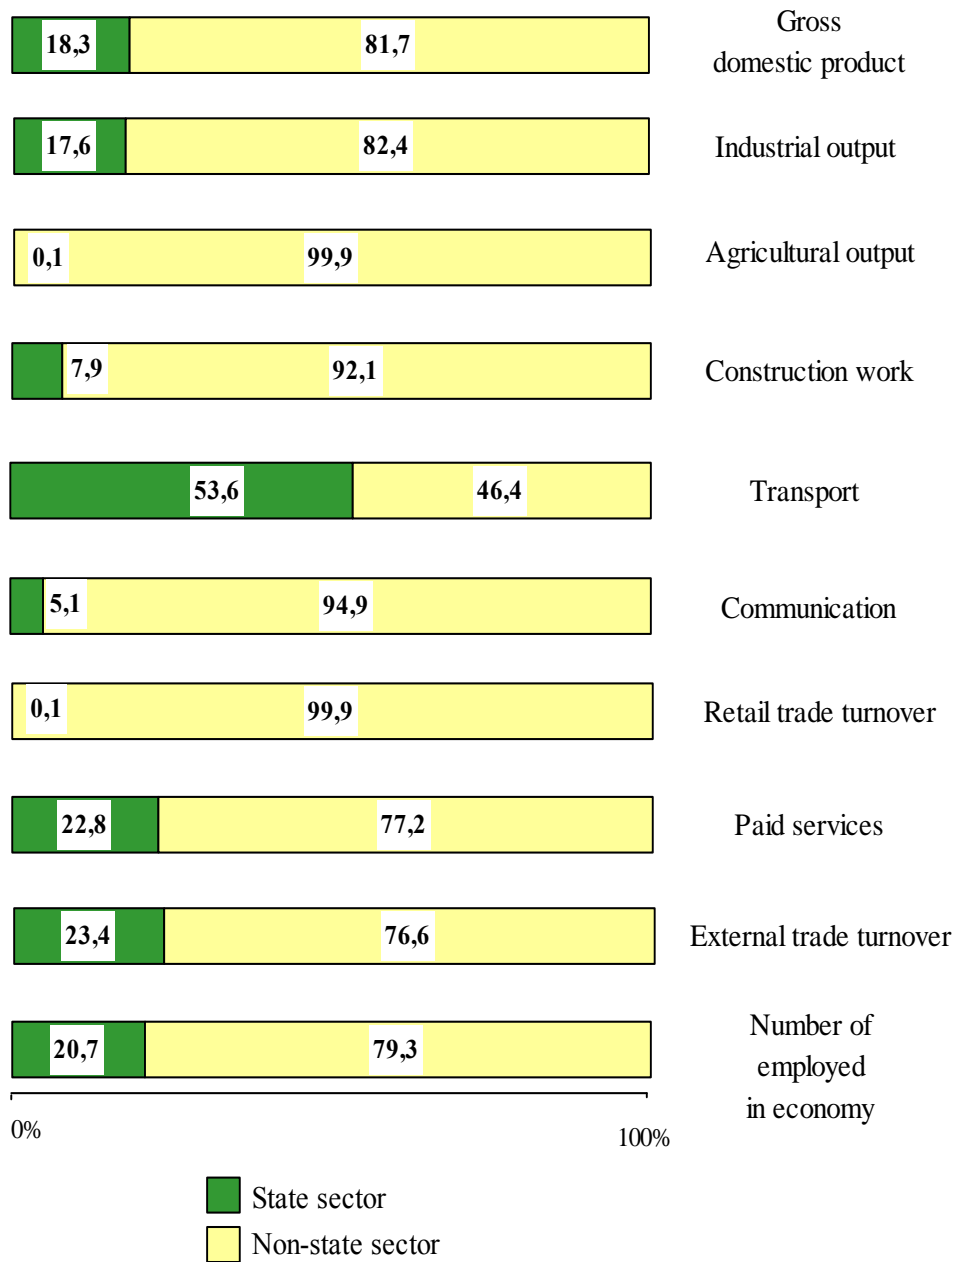 18,3 81,7 Gross
domestic product
17,6 82,4 Industrial output
0,1 99,9 Agricultural output
7,9 92,1 Construction work
53,6 46,4 Transport
5,1 94,9 Communication
0,1 99,9 Retail trade turnover
22,8 77,2 Paid services
23,4 76,6 External trade turnover
20,7 79,3 Number of
employed
in economy
0% 100%
State sector
Non-state sector